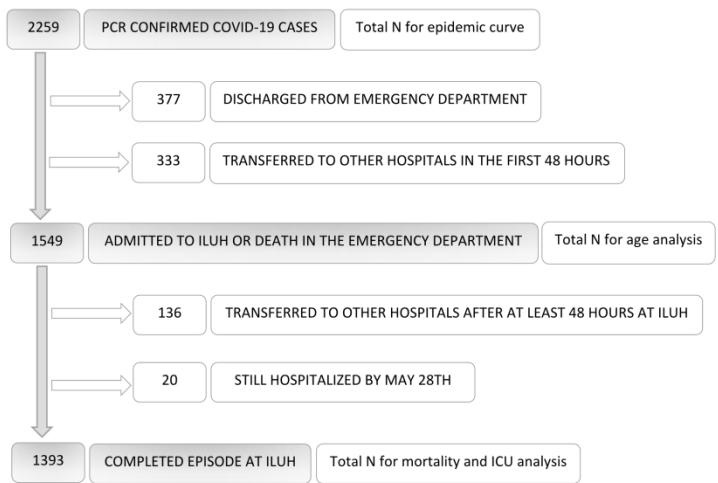 2259 PCR CONFIRMED COVID-19 CASES Total N for epidemic curve
377 DISCHARGED FROM EMERGENCY DEPARTMENT
333 TRANSFERRED TO OTHER HOSPITALS IN THE FIRST 48 HOURS
1549 ADMITTED TO ILUH OR DEATH IN THE EMERGENCY DEPARTMENT Total N for age analysis
136 TRANSFERRED TO OTHER HOSPITALS AFTER AT LEAST 48 HOURS AT ILUH
20 STILL HOSPITALIZED BY MAY 28TH
1393 COMPLETED EPISODE AT ILUH Total N for mortality and ICU analysis